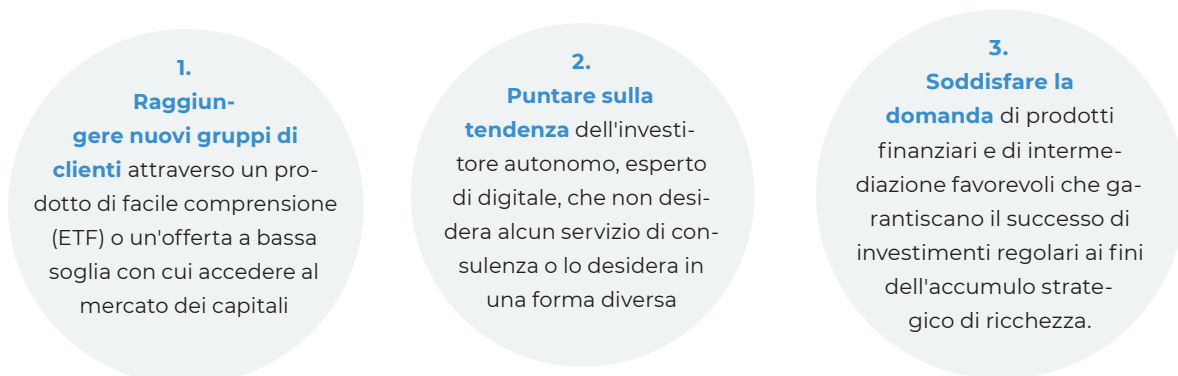 1.
Raggiun-
gere nuovi gruppi di
clienti attraverso un pro-
dotto di facile comprensione
(ETF) o un'offerta a bassa
soglia con cui accedere al
mercato dei capitali
2.
Puntare sulla
tendenza dell'investi-
tore autonomo, esperto
di digitale, che non desi-
dera alcun servizio di con-
sulenza o lo desidera in
una forma diversa
3.
Soddisfare la
domanda di prodotti
finanziari e di interme-
diazione favorevoli che ga-
rantiscano il successo di
investimenti regolari ai fini
dell'accumulo strate-
gico di ricchezza.